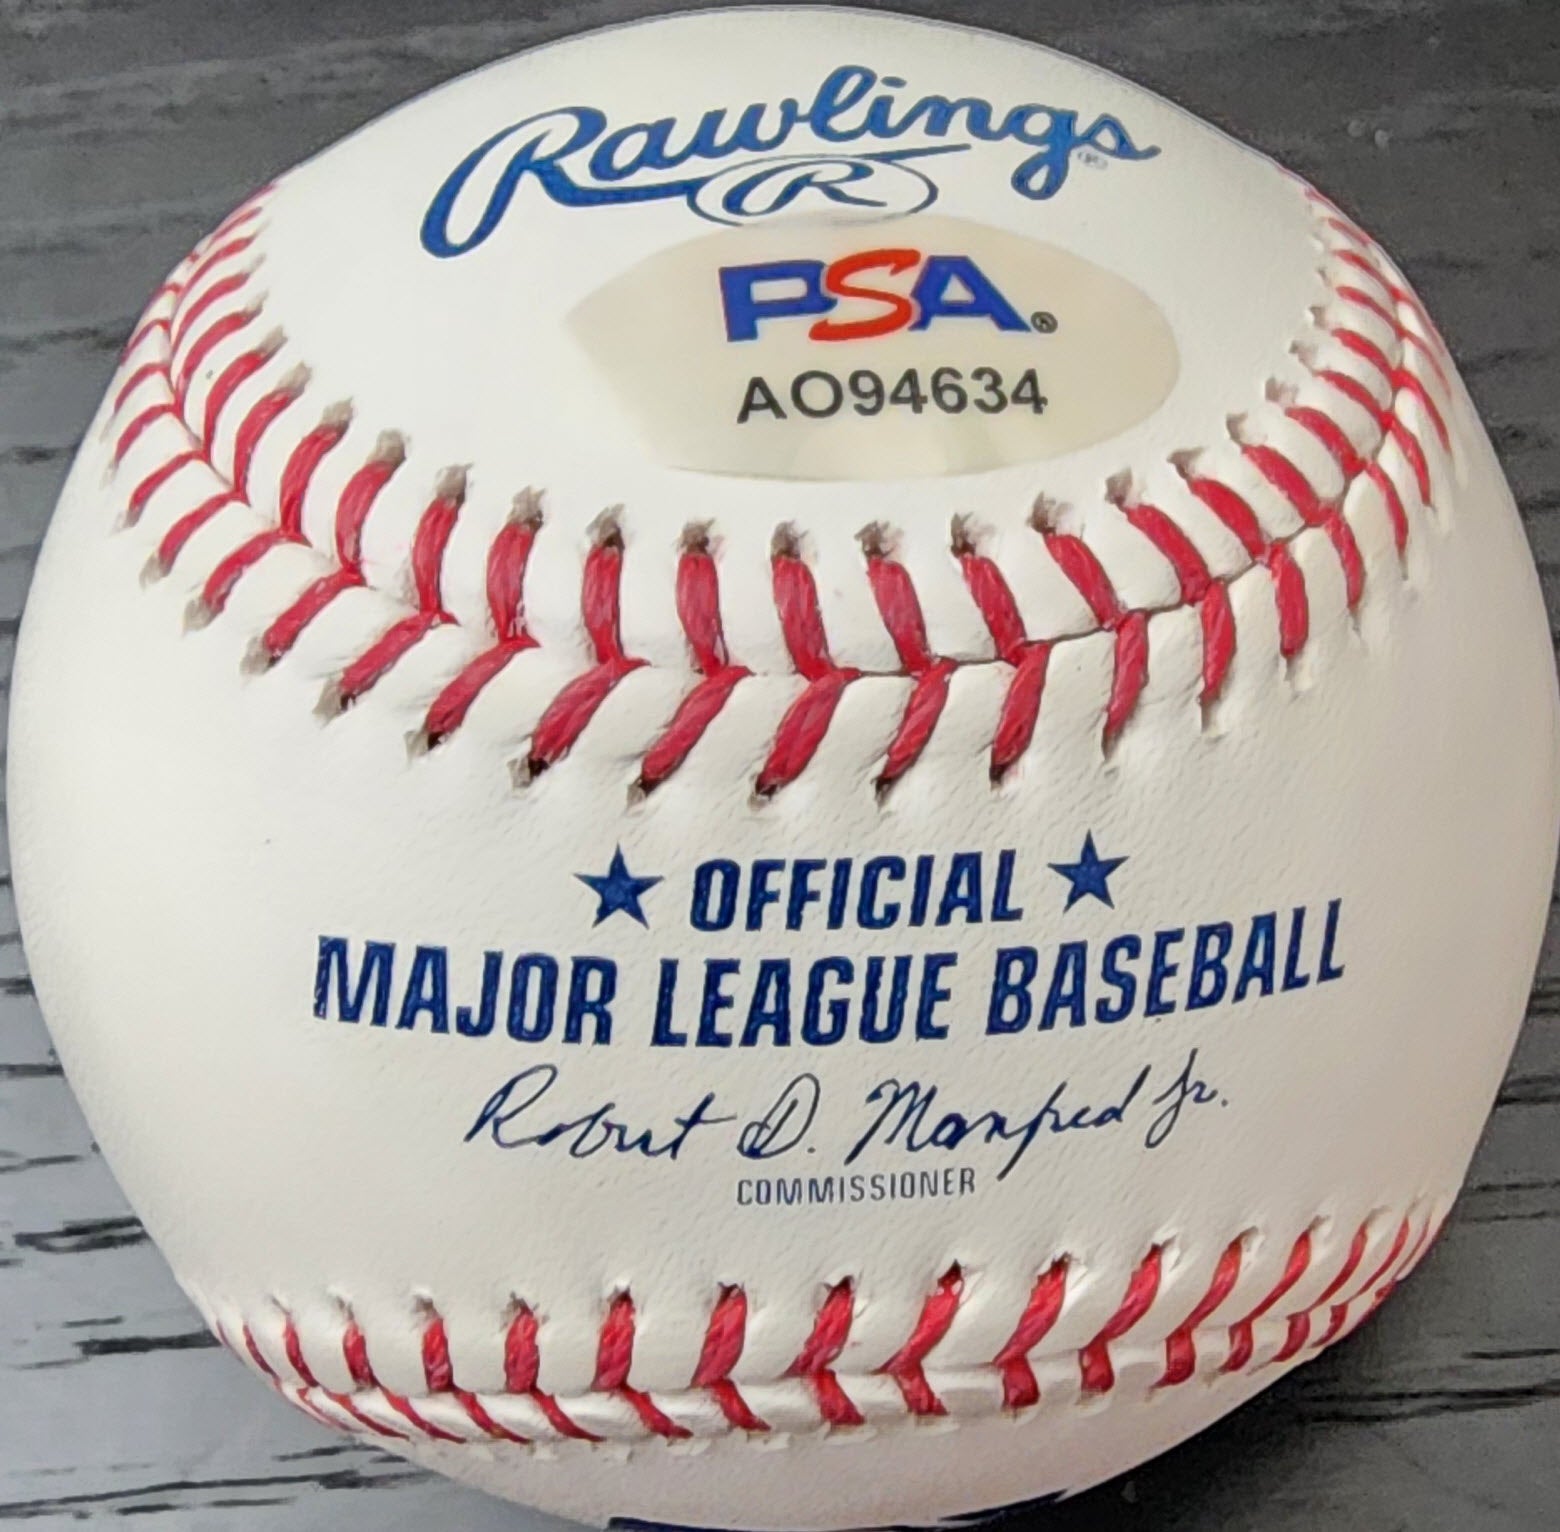 Rawlings®
R
PSA®
AO94634
★ OFFICIAL ★
MAJOR LEAGUE BASEBALL
Robert D. Manfred Jr.
COMMISSIONER